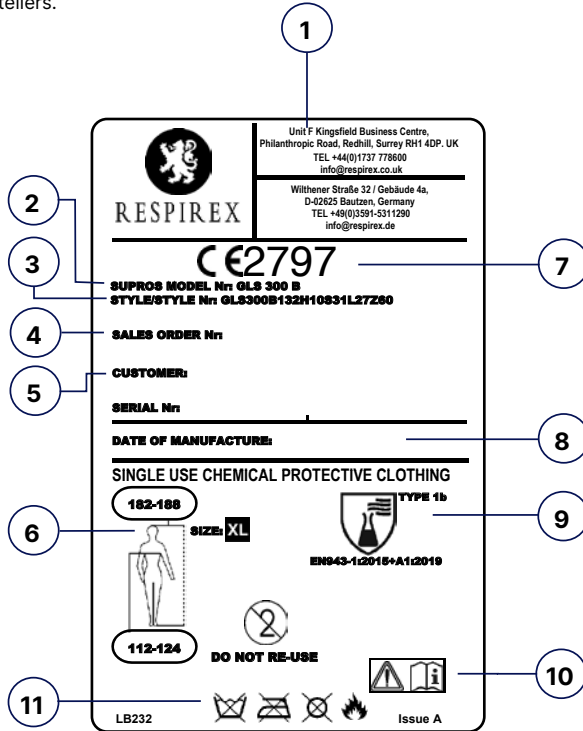 tellers.
1
Unit F Kingsfield Business Centre,
Philanthropic Road, Redhill, Surrey RH1 4DP. UK
TEL +44(0)1737 778600
info@respirex.co.uk
RESPIREX
Wilthener Straße 32 / Gebäude 4a,
D-02625 Bautzen, Germany
TEL +49(0)3591-5311290
info@respirex.de
2
CE2797
7
3
SUPROS MODEL Nr: GLS 300 B
STYLE/STYLE Nr: GLS300B132H10S31L27Z60
4
SALES ORDER Nr:
5
CUSTOMER:
SERIAL Nr:
DATE OF MANUFACTURE:
8
SINGLE USE CHEMICAL PROTECTIVE CLOTHING
182-188
TYPE 1b
6
SIZE: XL
9
EN943-1:2015+A1:2019
2
112-124
DO NOT RE-USE
10
11
LB232
Issue A